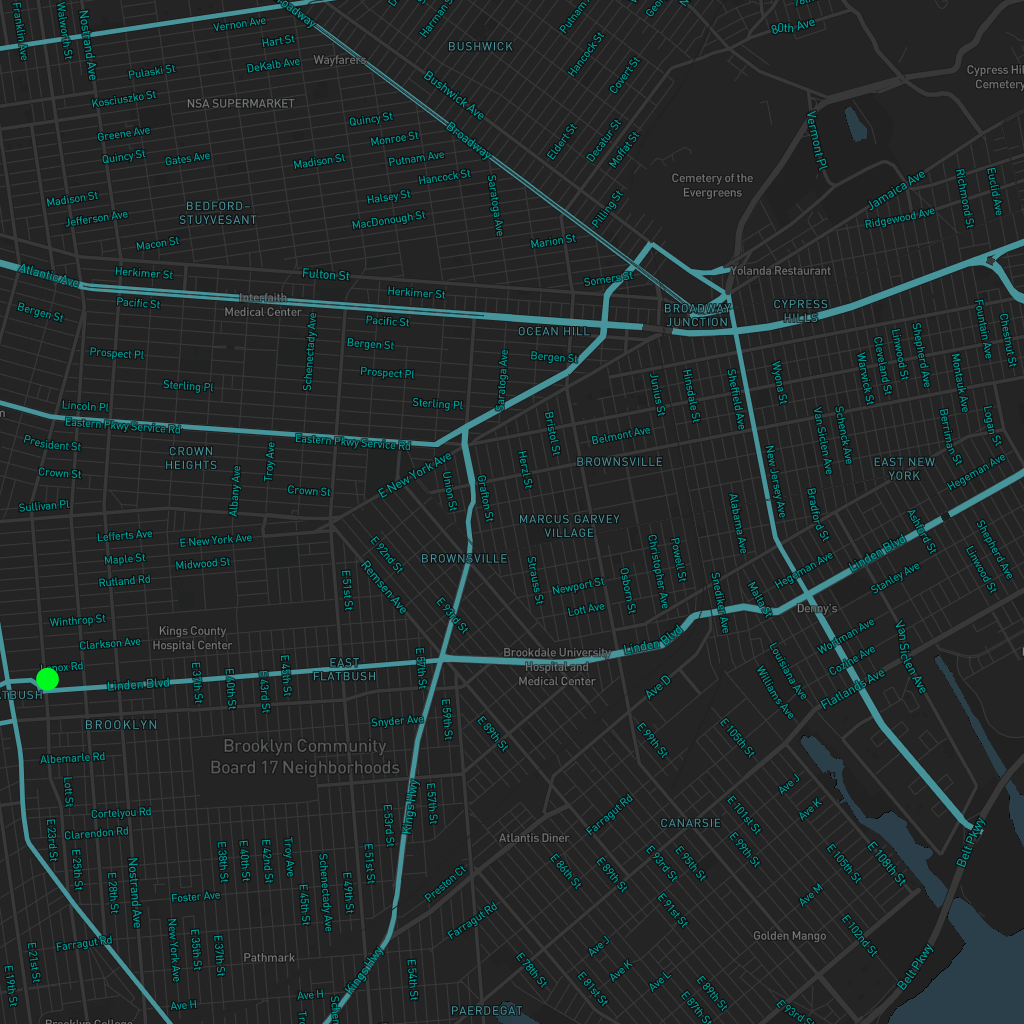 Franklin Ave
Walworth St
Nostrand Ave
Vernon Ave
Hart St
DeKalb Ave
Wayfarers
Broadway
Harman St
BUSHWICK
Putnam Ave
Hancock St
Covert St
80th Ave
Cypress Hil
Cemetery
Pulaski St
Kosciuszko St
NSA SUPERMARKET
Bushwick Ave
Broadway
Quincy St
Monroe St
Putnam Ave
Hancock St
Greene Ave
Quincy St
Gates Ave
Madison St
Eldert St
Decatur St
Moffat St
Vermont Pl
Cemetery of the
Evergreens
Jamaica Ave
Ridgewood Ave
Richmond St
Euclid Ave
Madison St
Jefferson Ave
BEDFORD-
STUYVESANT
Halsey St
MacDonough St
Saratoga Ave
Pilling St
Macon St
Marion St
Atlantic Ave
Herkimer St
Fulton St
Herkimer St
Somers St
Yolanda Restaurant
Bergen St
Pacific St
Interfaith
Medical Center
Pacific St
OCEAN HILL
BROADWAY
JUNCTION
CYPRESS
HILLS
Fountain Ave
Chestnut St
Prospect Pl
Schenectady Ave
Bergen St
Bergen St
Prospect Pl
Sterling Pl
Sterling Pl
Saratoga Ave
Junius St
Hinsdale St
Sheffield Ave
Wyona St
Warwick St
Cleveland St
Linwood St
Shepherd Ave
Montauk Ave
Lincoln Pl
Eastern Pkwy Service Rd
Eastern Pkwy Service Rd
Bristol St
Belmont Ave
Van Siclen Ave
Schenck Ave
Berriman St
Logan St
President St
CROWN
HEIGHTS
Troy Ave
Albany Ave
Crown St
Crown St
E New York Ave
Union St
Grafton St
Herzl St
BROWNSVILLE
New Jersey Ave
EAST NEW
YORK
Hegeman Ave
Sullivan Pl
Lefferts Ave
E New York Ave
MARCUS GARVEY
VILLAGE
Alabama Ave
Bradford St
Ashford St
Shepherd Ave
Linwood St
Maple St
Midwood St
Rutland Rd
E 92nd St
Remsen Ave
E 51st St
E 93rd St
BROWNSVILLE
Strauss St
Newport St
Lott Ave
Osborn St
Christopher Ave
Powell St
Snediker Ave
Malta St
Hegeman Ave
Linden Blvd
Stanley Ave
Denny's
Winthrop St
Clarkson Ave
Kings County
Hospital Center
Linden Blvd
Wortman Ave
Cozine Ave
Van Siclen Ave
Linden Blvd
E 37th St
E 40th St
E 43rd St
E 45th St
EAST
FLATBUSH
E 57th St
Brookdale University
Hospital and
Medical Center
Ave D
Louisiana Ave
Williams Ave
Flatlands Ave
BROOKLYN
Snyder Ave
E 59th St
E 89th St
E 99th St
E 105th St
Albemarle Rd
Brooklyn Community
Board 17 Neighborhoods
Lott St
Cortelyou Rd
Clarendon Rd
E 23rd St
E 25th St
E 28th St
Nostrand Ave
E 38th St
E 40th St
E 42nd St
Troy Ave
Schenectady Ave
E 45th St
E 49th St
E 51st St
E 53rd St
E 57th St
Kings Hwy
Atlantis Diner
Farragut Rd
CANARSIE
E 101st St
E 99th St
Ave J
Ave K
E 105th St
E 108th St
Belt Pkwy
Foster Ave
Preston Ct
E 86th St
E 89th St
E 93rd St
E 95th St
E 91st St
Ave M
E 102nd St
Farragut Rd
E 21st St
E 19th St
New York Ave
E 35th St
E 37th St
Pathmark
Farragut Rd
Kings Hwy
E 54th St
Golden Mango
E 78th St
Ave J
Ave K
Ave L
E 81st St
E 87th St
E 89th St
E 93rd St
Belt Pkwy
Ave H
Ave H
PAERDEGAT
Brooklyn College